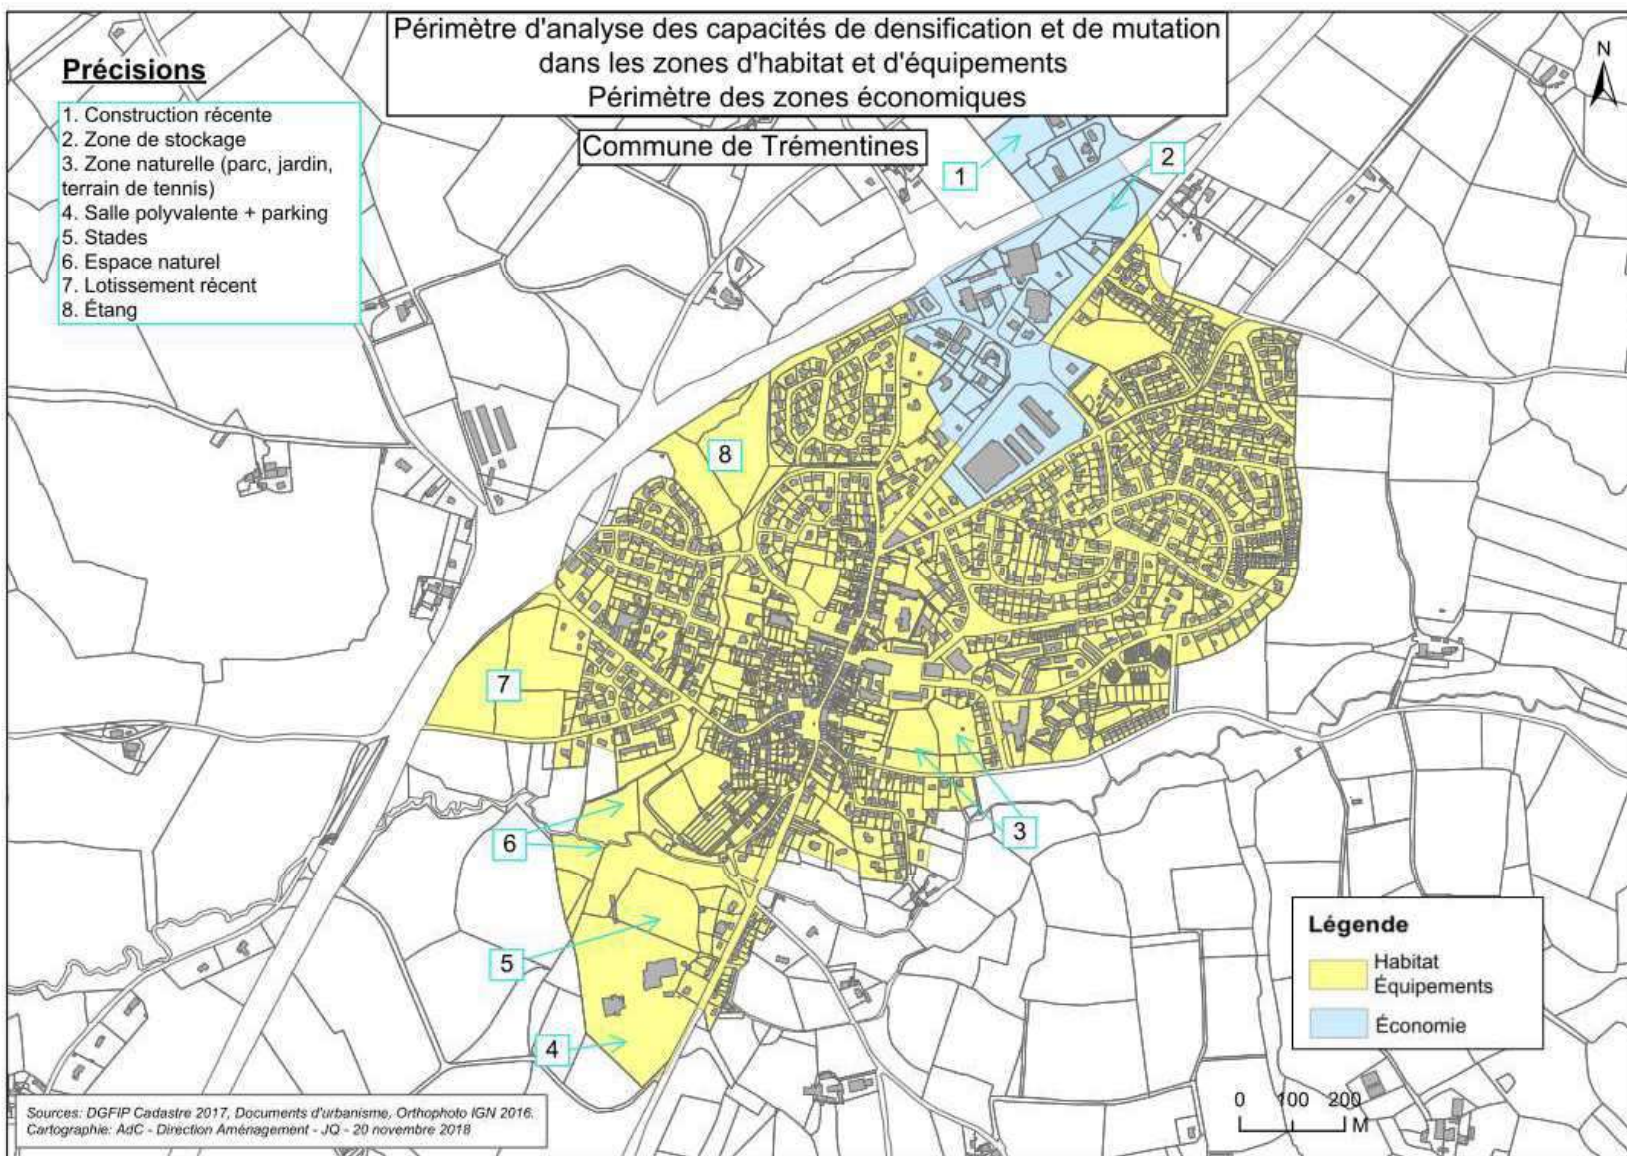 Périmètre d'analyse des capacités de densification et de mutation
dans les zones d'habitat et d'équipements
Périmètre des zones économiques
Commune de Trémentines
Précisions
1. Construction récente
2. Zone de stockage
3. Zone naturelle (parc, jardin,
terrain de tennis)
4. Salle polyvalente + parking
5. Stades
6. Espace naturel
7. Lotissement récent
8. Étang
N
1
2
8
7
6
3
5
4
Légende
Habitat
Équipements
Économie
0 100 200
M
Sources: DGFIP Cadastre 2017, Documents d'urbanisme, Orthophoto IGN 2016.
Cartographie: AdC - Direction Aménagement - JQ - 20 novembre 2018